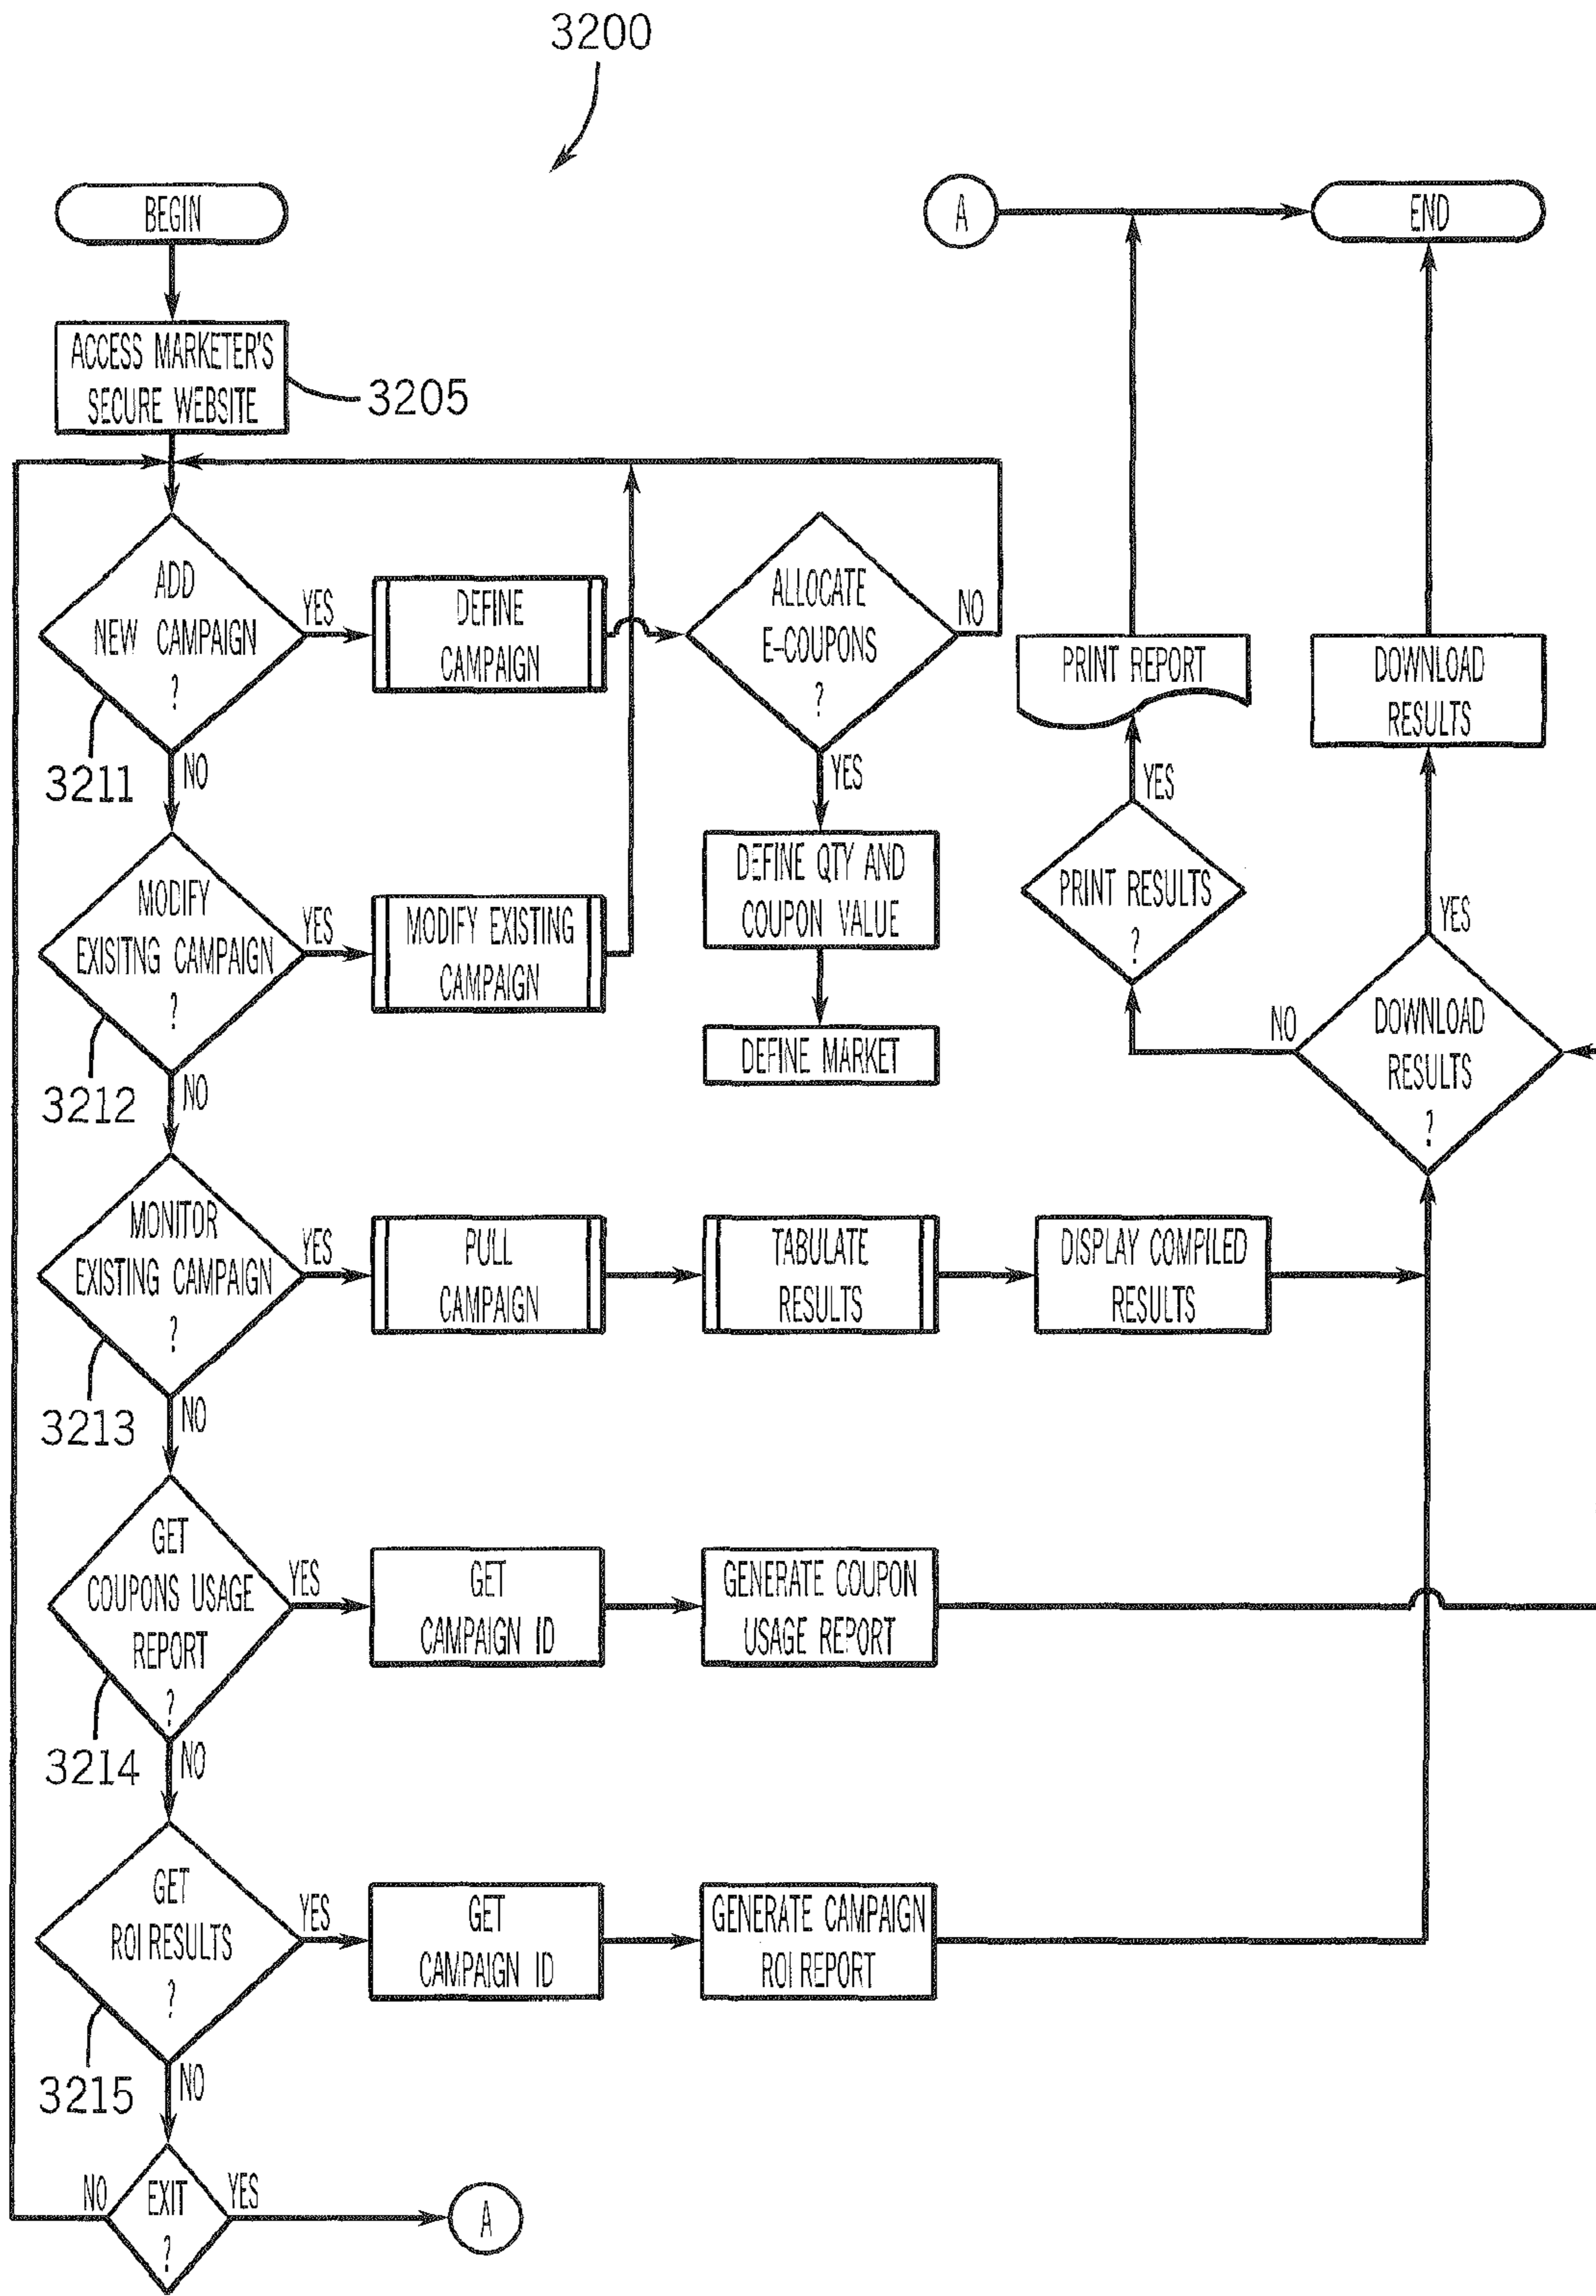 3200
BEGIN
A
END
ACCESS MARKETER'S
SECURE WEBSITE
3205
ADD
NEW CAMPAIGN
?
YES
NO
3211
DEFINE
CAMPAIGN
ALLOCATE
E-COUPONS
?
NO
YES
PRINT REPORT
DOWNLOAD
RESULTS
MODIFY
EXISITNG CAMPAIGN
?
YES
NO
3212
MODIFY EXISTING
CAMPAIGN
DEFINE QTY AND
COUPON VALUE
DEFINE MARKET
YES
PRINT RESULTS
?
YES
NO
DOWNLOAD
RESULTS
?
MONITOR
EXISTING CAMPAIGN
?
YES
NO
3213
PULL
CAMPAIGN
TABULATE
RESULTS
DISPLAY COMPILED
RESULTS
GET
COUPONS USAGE
REPORT
?
YES
NO
3214
GET
CAMPAIGN ID
GENERATE COUPON
USAGE REPORT
GET
ROI RESULTS
?
YES
NO
3215
GET
CAMPAIGN ID
GENERATE CAMPAIGN
ROI REPORT
NO
EXIT
?
YES
A